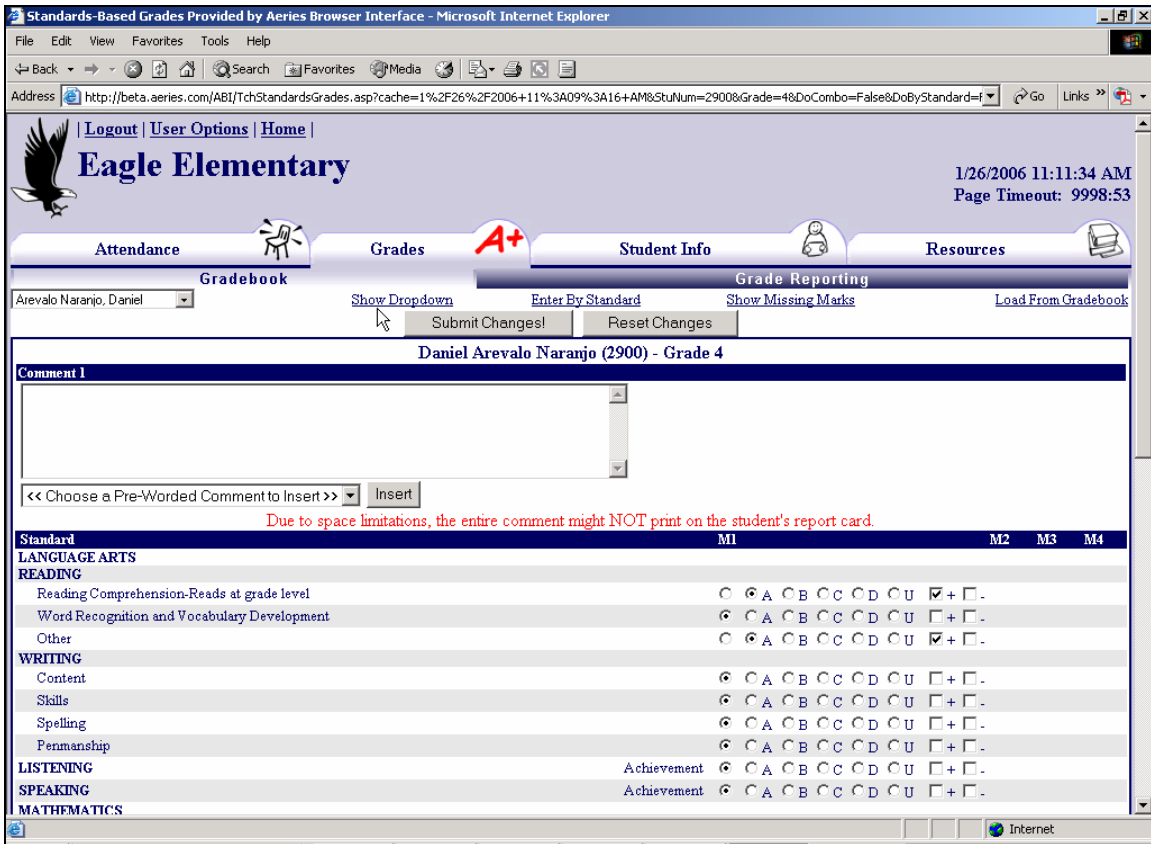 Standards-Based Grades Provided by Aeries Browser Interface - Microsoft Internet Explorer
File Edit View Favorites Tools Help
Back Search Favorites Media
Address http://beta.aeries.com/ABI/TchStandardsGrades.asp?cache=1%2F26%2F2006+11%3A09%3A16+AM&StuNum=2900&Grade=4&DoCombo=False&DoByStandard=F Go Links »
| Logout | User Options | Home |
Eagle Elementary
1/26/2006 11:11:34 AM
Page Timeout: 9998:53
Attendance Grades A+ Student Info Resources
Gradebook Grade Reporting
Arevalo Naranjo, Daniel Show Dropdown Enter By Standard Show Missing Marks Load From Gradebook
Submit Changes! Reset Changes
Daniel Arevalo Naranjo (2900) - Grade 4
Comment 1
<< Choose a Pre-Worded Comment to Insert >> Insert
Due to space limitations, the entire comment might NOT print on the student's report card.
Standard M1 M2 M3 M4
LANGUAGE ARTS
READING
Reading Comprehension-Reads at grade level A B C D U + -
Word Recognition and Vocabulary Development A B C D U + -
Other A B C D U + -
WRITING
Content A B C D U + -
Skills A B C D U + -
Spelling A B C D U + -
Penmanship A B C D U + -
LISTENING Achievement A B C D U + -
SPEAKING Achievement A B C D U + -
MATHEMATICS
Internet